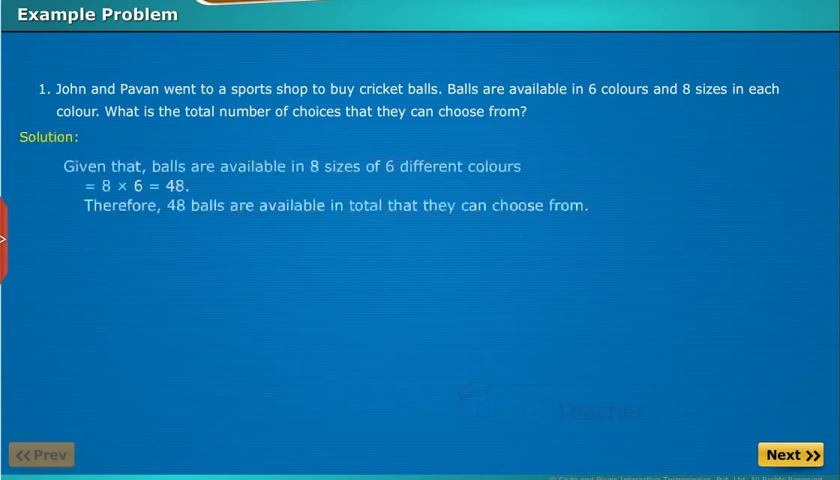 Example Problem
1. John and Pavan went to a sports shop to buy cricket balls. Balls are available in 6 colours and 8 sizes in each
colour. What is the total number of choices that they can choose from?
Solution:
Given that, balls are available in 8 sizes of 6 different colours
= 8 × 6 = 48.
Therefore, 48 balls are available in total that they can choose from.
Digital Teacher
Prev
Next